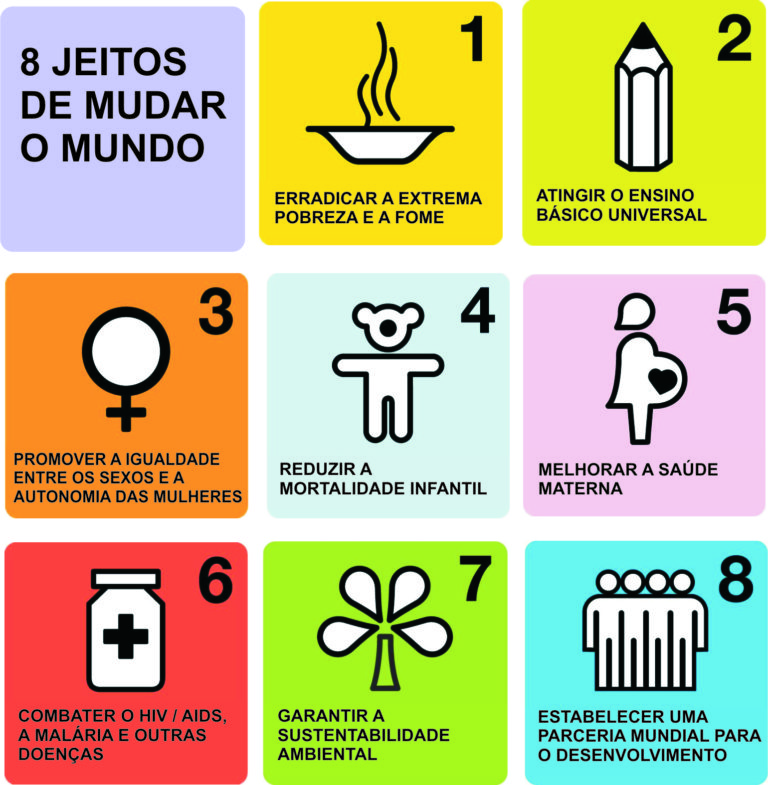 8 JEITOS
DE MUDAR
O MUNDO
1
ERRADICAR A EXTREMA
POBREZA E A FOME
2
ATINGIR O ENSINO
BÁSICO UNIVERSAL
3
PROMOVER A IGUALDADE
ENTRE OS SEXOS E A
AUTONOMIA DAS MULHERES
4
REDUZIR A
MORTALIDADE INFANTIL
5
MELHORAR A SAÚDE
MATERNA
6
COMBATER O HIV / AIDS,
A MALÁRIA E OUTRAS
DOENÇAS
7
GARANTIR A
SUSTENTABILIDADE
AMBIENTAL
8
ESTABELECER UMA
PARCERIA MUNDIAL PARA
O DESENVOLVIMENTO